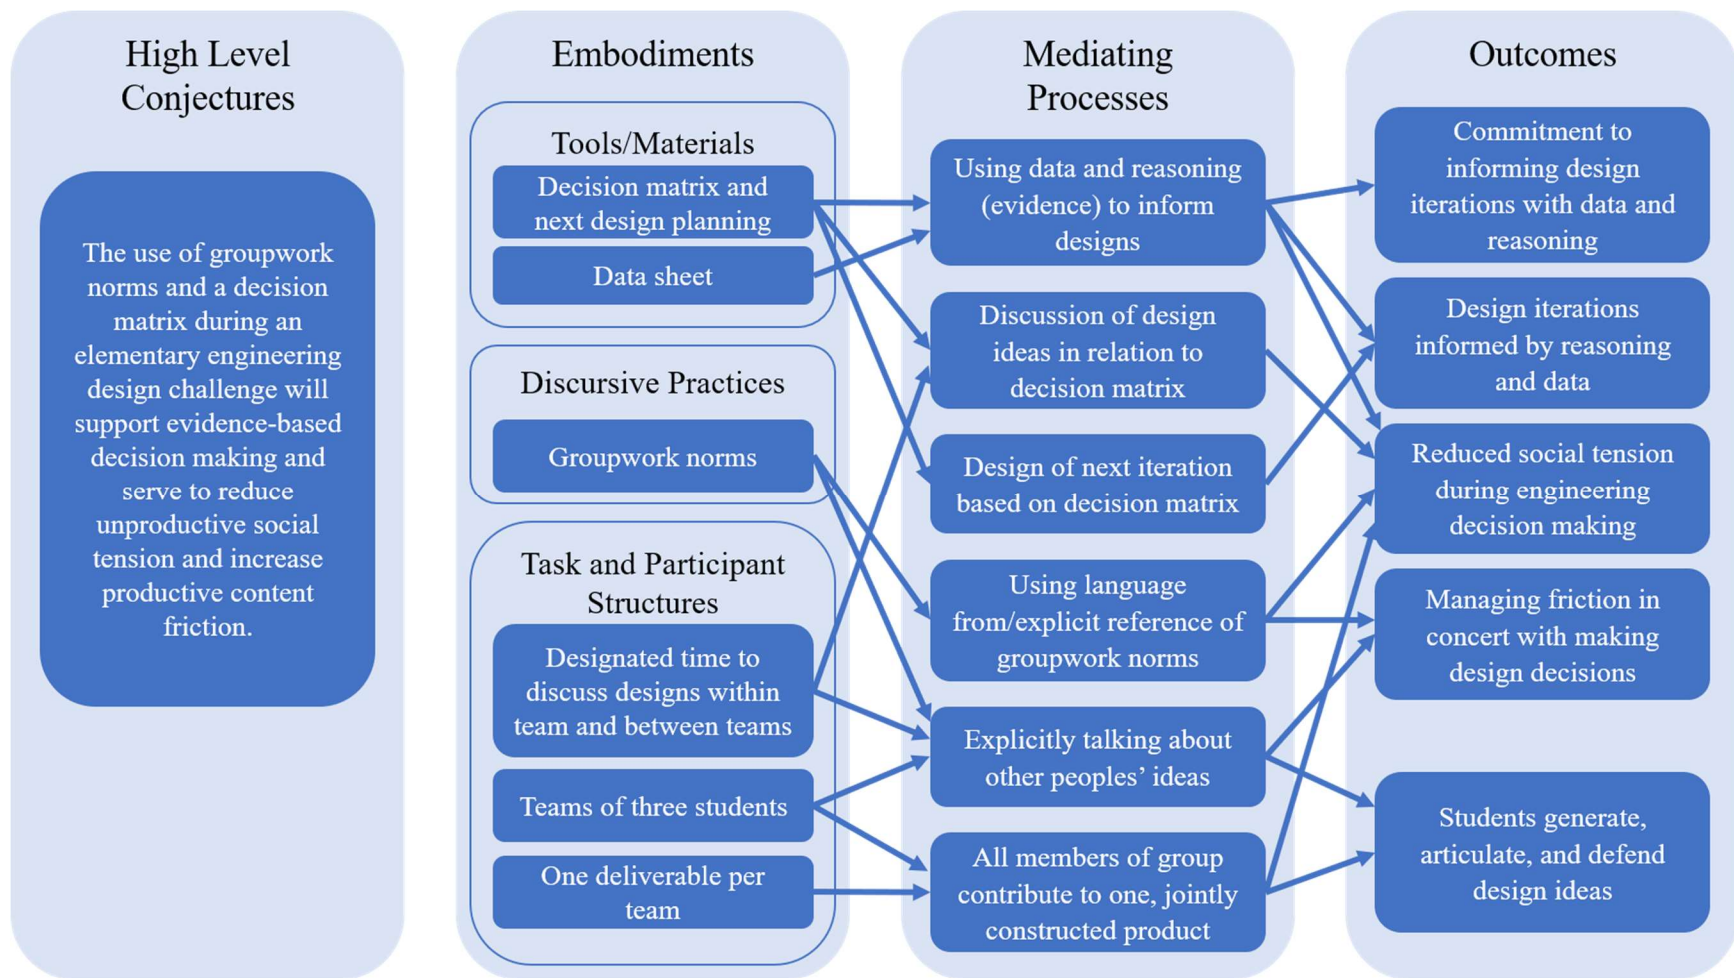 High Level
Conjectures
The use of groupwork
norms and a decision
matrix during an
elementary engineering
design challenge will
support evidence-based
decision making and
serve to reduce
unproductive social
tension and increase
productive content
friction.
Embodiments
Tools/Materials
Decision matrix and
next design planning
Data sheet
Discursive Practices
Groupwork norms
Task and Participant
Structures
Designated time to
discuss designs within
team and between teams
Teams of three students
One deliverable per
team
Mediating
Processes
Using data and reasoning
(evidence) to inform
designs
Discussion of design
ideas in relation to
decision matrix
Design of next iteration
based on decision matrix
Using language
from/explicit reference of
groupwork norms
Explicitly talking about
other peoples’ ideas
All members of group
contribute to one, jointly
constructed product
Outcomes
Commitment to
informing design
iterations with data and
reasoning
Design iterations
informed by reasoning
and data
Reduced social tension
during engineering
decision making
Managing friction in
concert with making
design decisions
Students generate,
articulate, and defend
design ideas